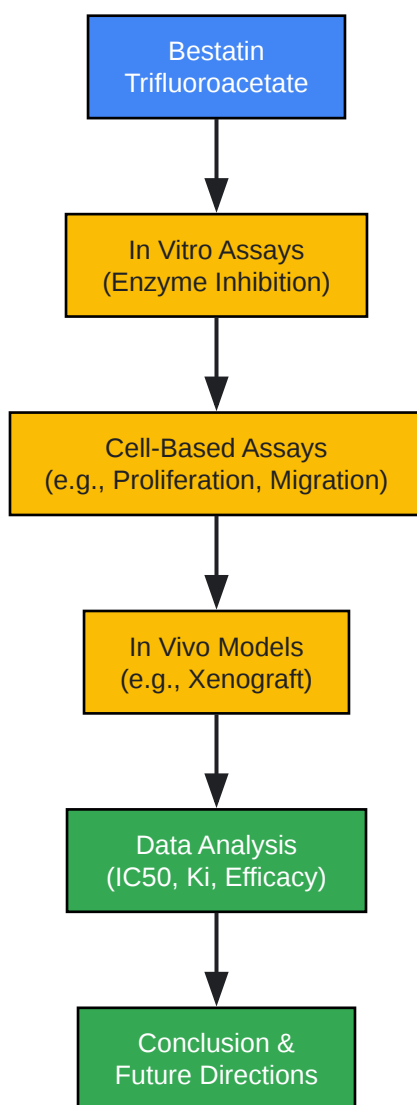 Bestatin
Trifluoroacetate
In Vitro Assays
(Enzyme Inhibition)
Cell-Based Assays
(e.g., Proliferation, Migration)
In Vivo Models
(e.g., Xenograft)
Data Analysis
(IC50, Ki, Efficacy)
Conclusion &
Future Directions